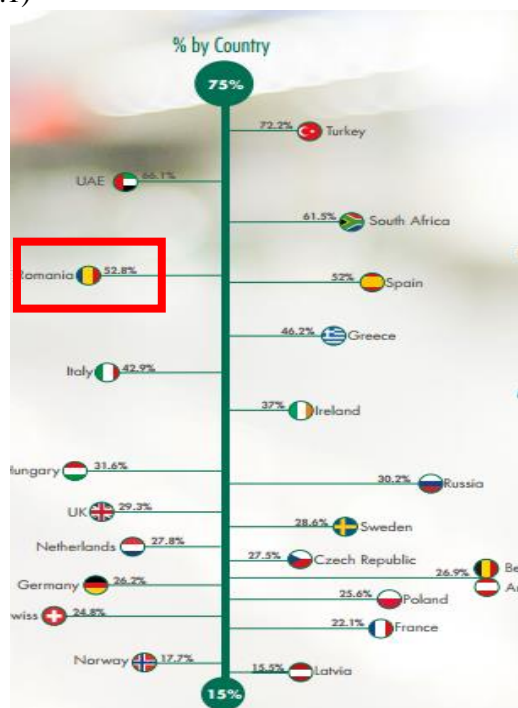 % by Country
75%
72.2% Turkey
UAE 66.1%
61.5% South Africa
Romania 52.8%
52% Spain
46.2% Greece
Italy 42.9%
37% Ireland
Hungary 31.6%
30.2% Russia
UK 29.3%
28.6% Sweden
Netherlands 27.8%
27.5% Czech Republic
26.9% Be
Germany 26.2%
25.6% Poland
wiss 24.8%
22.1% France
Norway 17.7%
15.5% Latvia
15%